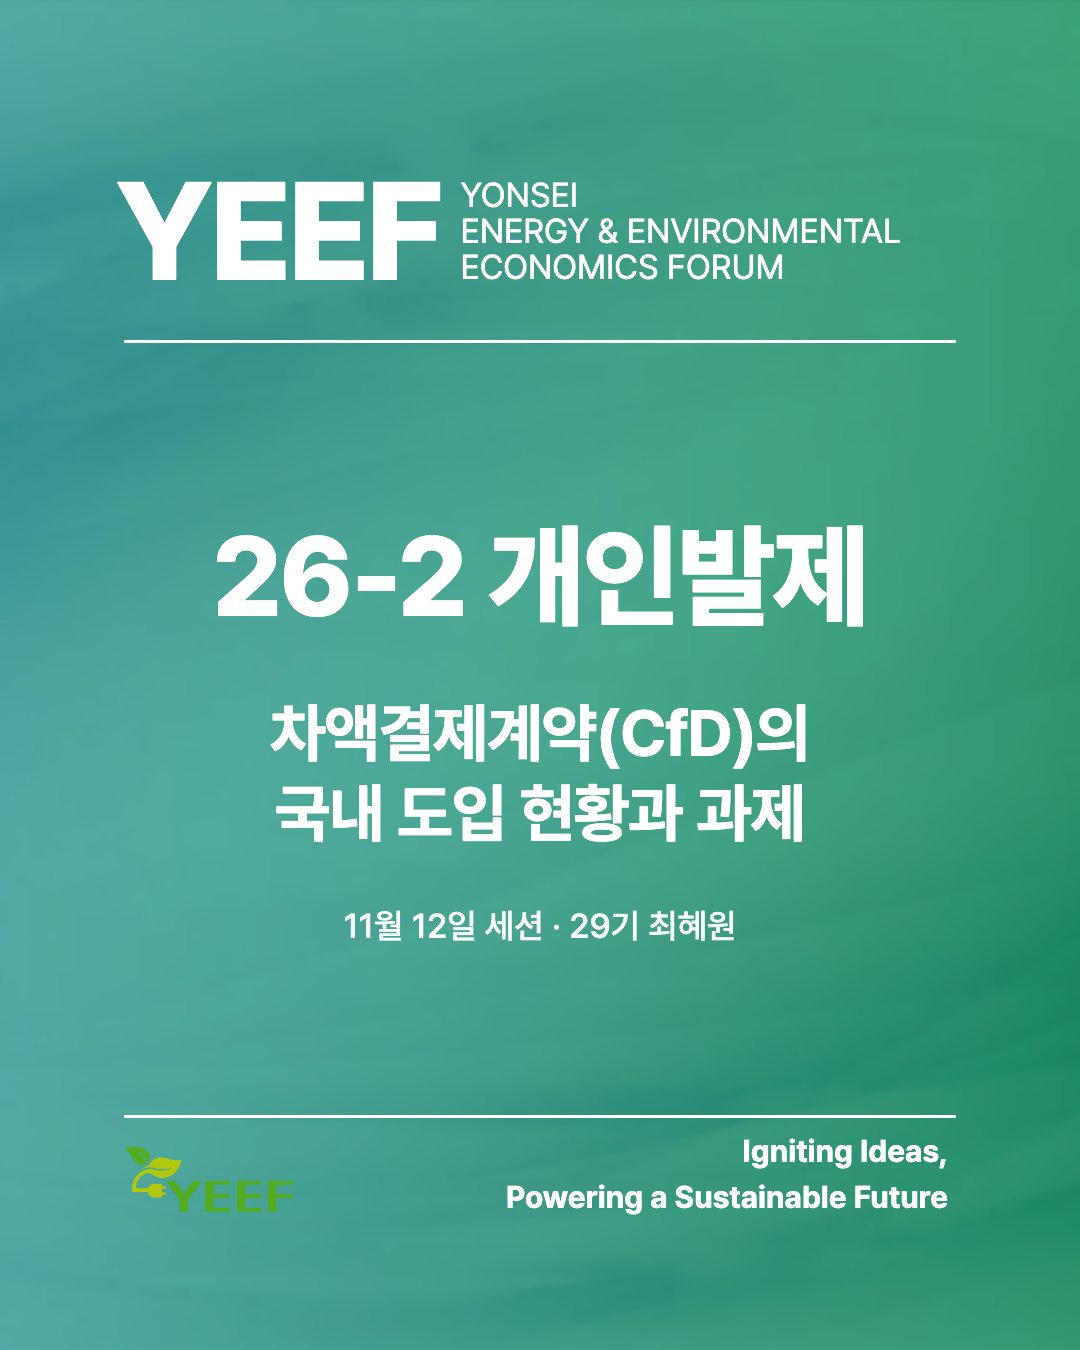 YEEF
YONSEI
ENERGY & ENVIRONMENTAL
ECONOMICS FORUM
26-2 개인발제
차액결제계약(CfD)의
국내 도입 현황과 과제
11월 12일 세션 · 29기 최혜원
YEEF
Igniting Ideas,
Powering a Sustainable Future